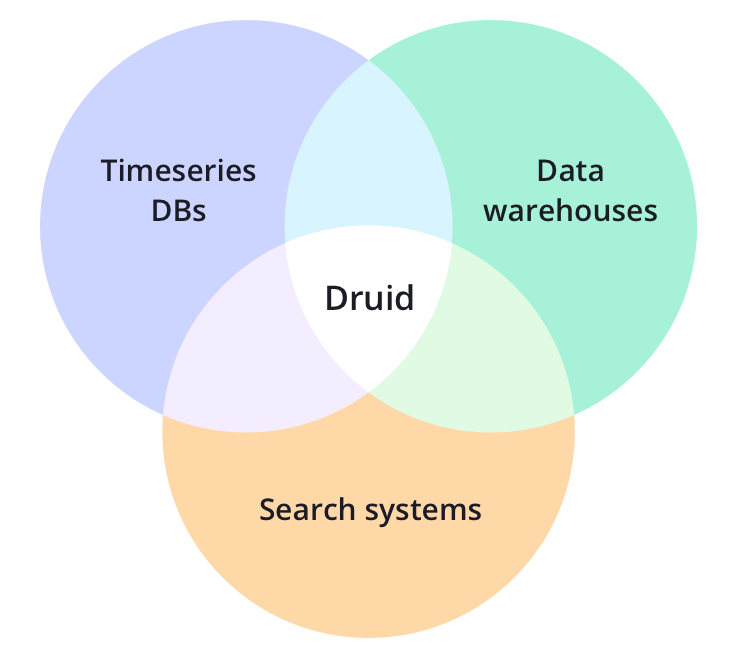 Timeseries
DBs
Data
warehouses
Druid
Search systems